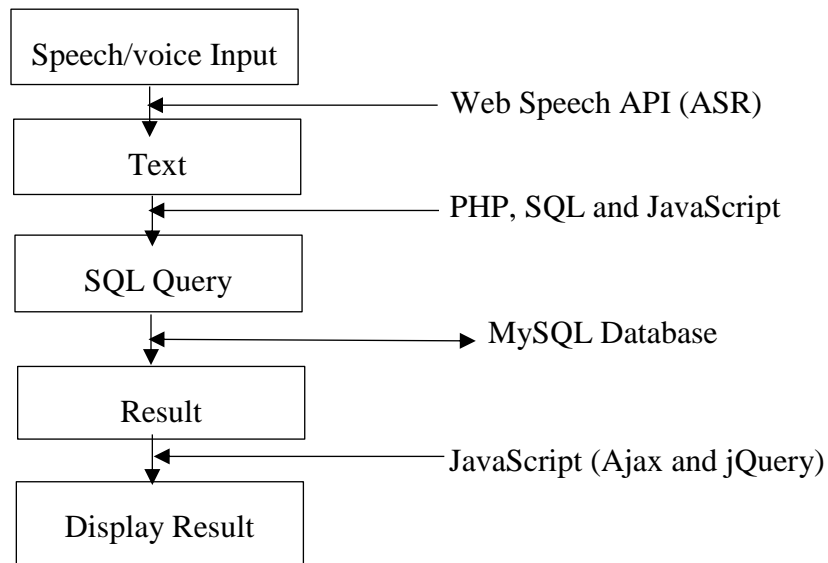 Speech/voice Input
Web Speech API (ASR)
Text
PHP, SQL and JavaScript
SQL Query
MySQL Database
Result
JavaScript (Ajax and jQuery)
Display Result